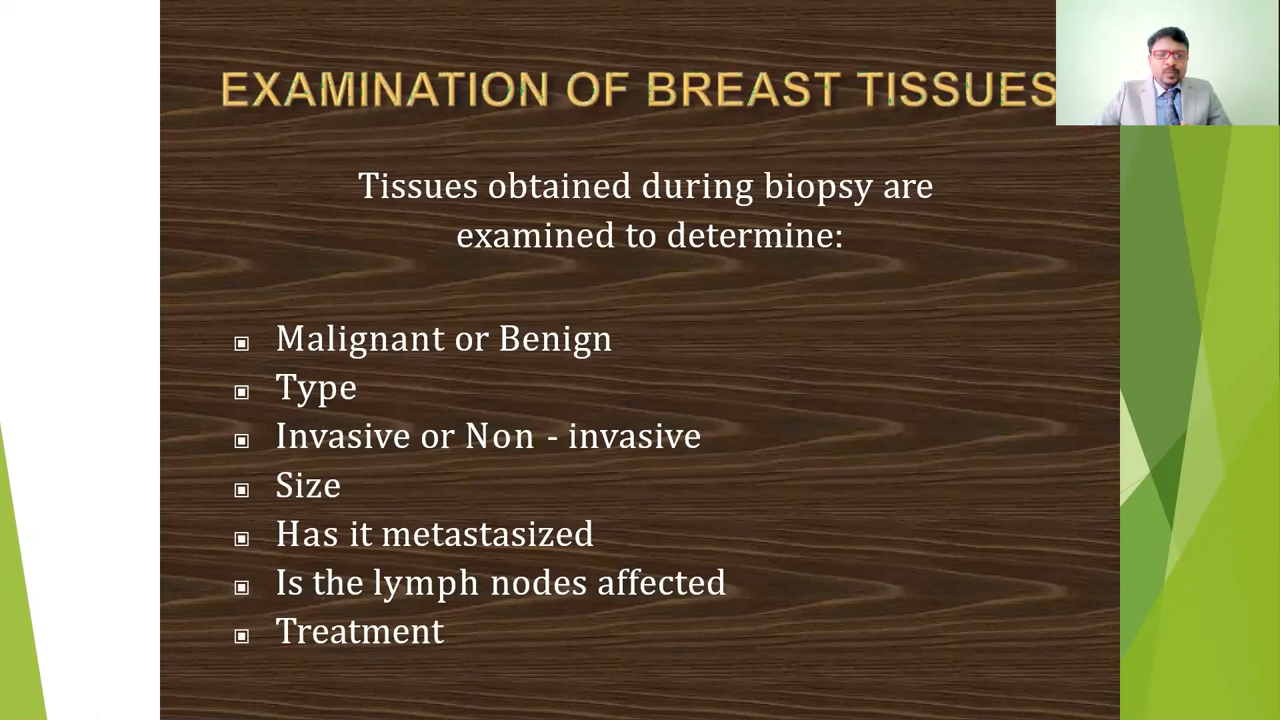 EXAMINATION OF BREAST TISSUES
Tissues obtained during biopsy are
examined to determine:
Malignant or Benign
Type
Invasive or Non - invasive
Size
Has it metastasized
Is the lymph nodes affected
Treatment